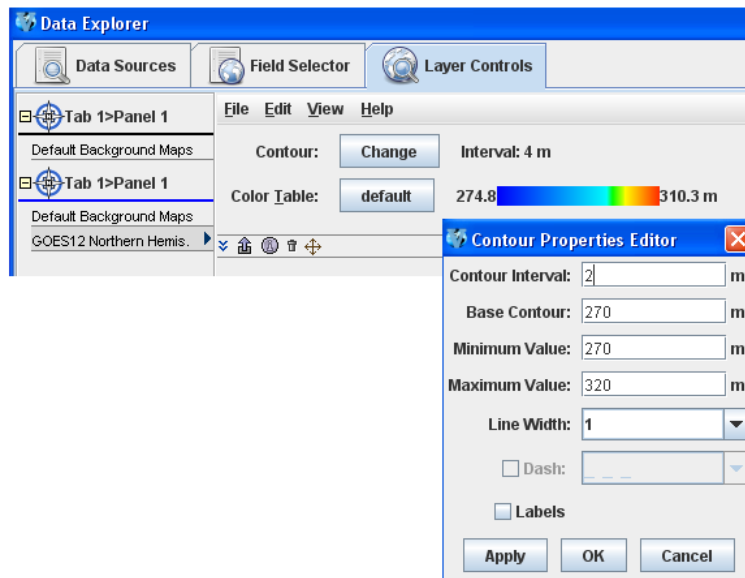 Data Explorer
Data Sources
Field Selector
Layer Controls
Tab 1>Panel 1
Default Background Maps
Tab 1>Panel 1
Default Background Maps
GOES12 Northern Hemis.
File Edit View Help
Contour: Change Interval: 4 m
Color Table: default 274.8 310.3 m
Contour Properties Editor
Contour Interval: 2 m
Base Contour: 270 m
Minimum Value: 270 m
Maximum Value: 320 m
Line Width: 1
Dash: _ _ _
Labels
Apply OK Cancel